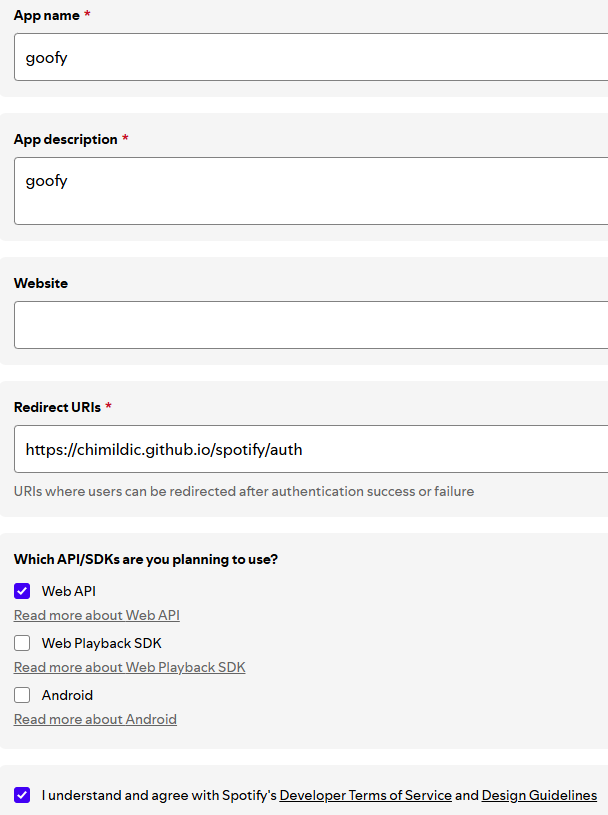 App name *
goofy
App description *
goofy
Website
Redirect URIs *
https://chimildic.github.io/spotify/auth
URIs where users can be redirected after authentication success or failure
Which API/SDKs are you planning to use?
Web API
Read more about Web API
Web Playback SDK
Read more about Web Playback SDK
Android
Read more about Android
I understand and agree with Spotify's Developer Terms of Service and Design Guidelines